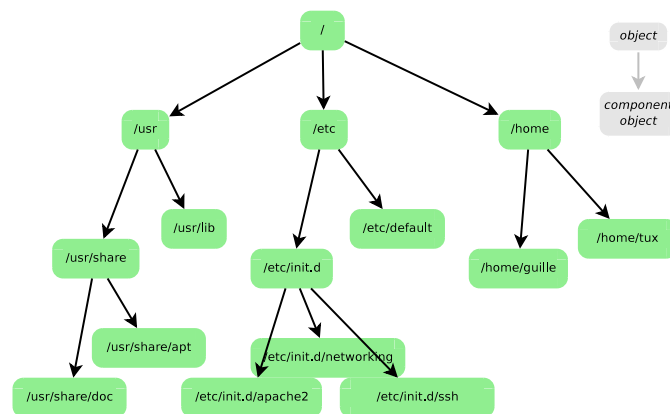 /
object
component
object
/usr
/etc
/home
/usr/lib
/etc/default
/home/tux
/usr/share
/etc/init.d
/home/guille
/usr/share/apt
/etc/init.d/networking
/usr/share/doc
/etc/init.d/apache2
/etc/init.d/ssh